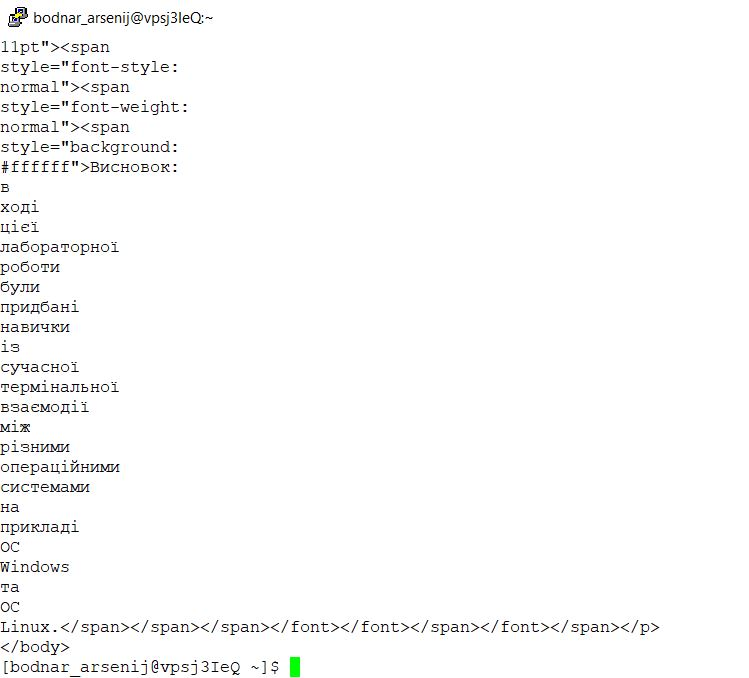 bodnar_arsenij@vpsj3IeQ:~
11pt"><span
style="font-style:
normal"><span
style="font-weight:
normal"><span
style="background:
#ffffff">Висновок:
в
ході
цієї
лабораторної
роботи
були
придбані
навички
із
сучасної
термінальної
взаємодії
між
різними
операційними
системами
на
прикладі
ОС
Windows
та
ОС
Linux.</span></span></span></font></font></span></font></span></p>
</body>
[bodnar_arsenij@vpsj3IeQ ~]$